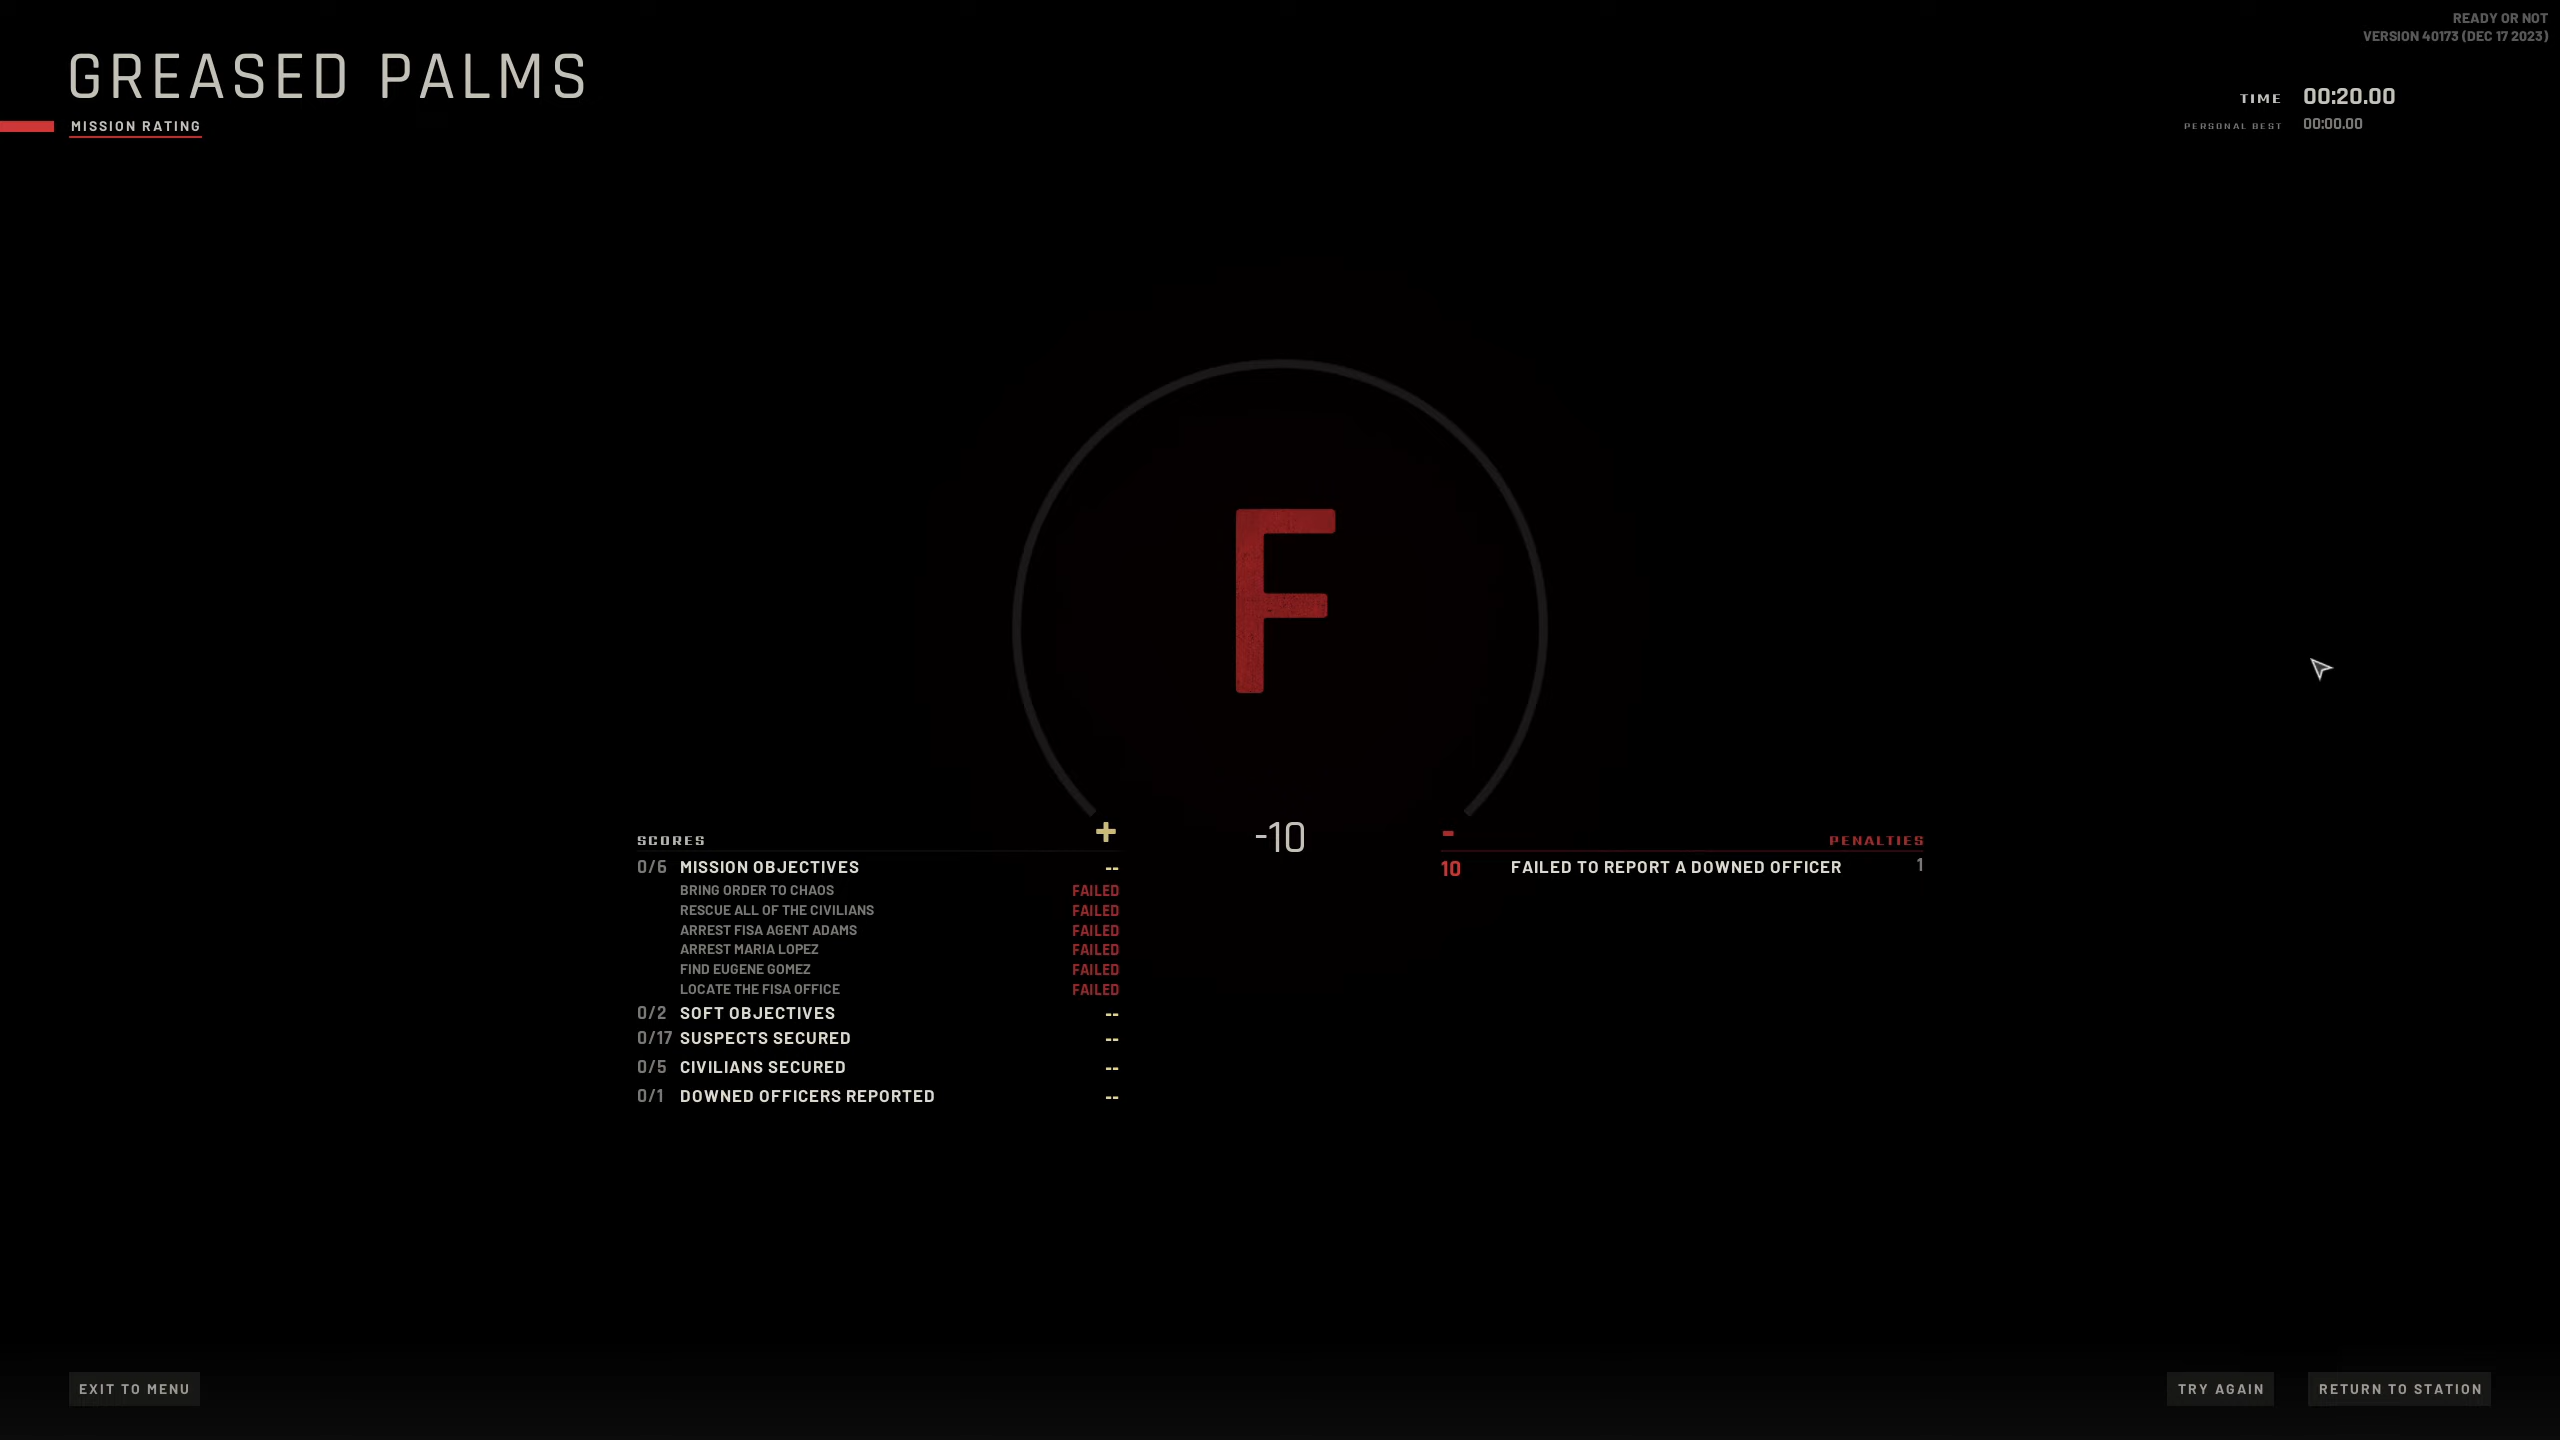 READY OR NOT
VERSION 40173 (DEC 17 2023)
GREASED PALMS
MISSION RATING
TIME 00:20.00
PERSONAL BEST 00:00.00
F
-10
SCORES +
0/6 MISSION OBJECTIVES --
BRING ORDER TO CHAOS FAILED
RESCUE ALL OF THE CIVILIANS FAILED
ARREST FISA AGENT ADAMS FAILED
ARREST MARIA LOPEZ FAILED
FIND EUGENE GOMEZ FAILED
LOCATE THE FISA OFFICE FAILED
0/2 SOFT OBJECTIVES --
0/17 SUSPECTS SECURED --
0/5 CIVILIANS SECURED --
0/1 DOWNED OFFICERS REPORTED --
- PENALTIES
10 FAILED TO REPORT A DOWNED OFFICER 1
EXIT TO MENU
TRY AGAIN
RETURN TO STATION